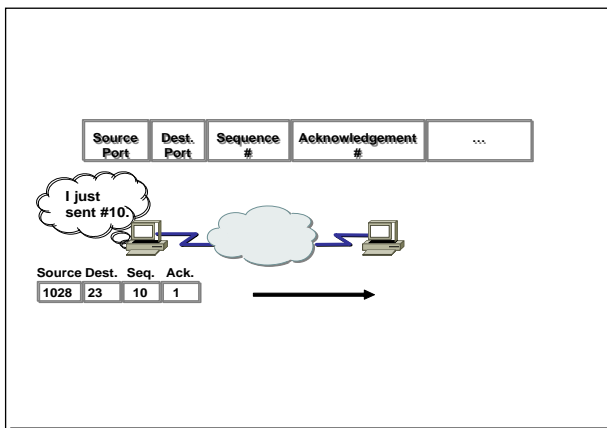 Source Dest. Sequence Acknowledgement ...
Port Port # #
I just
sent #10.
Source Dest. Seq. Ack.
1028 23 10 1